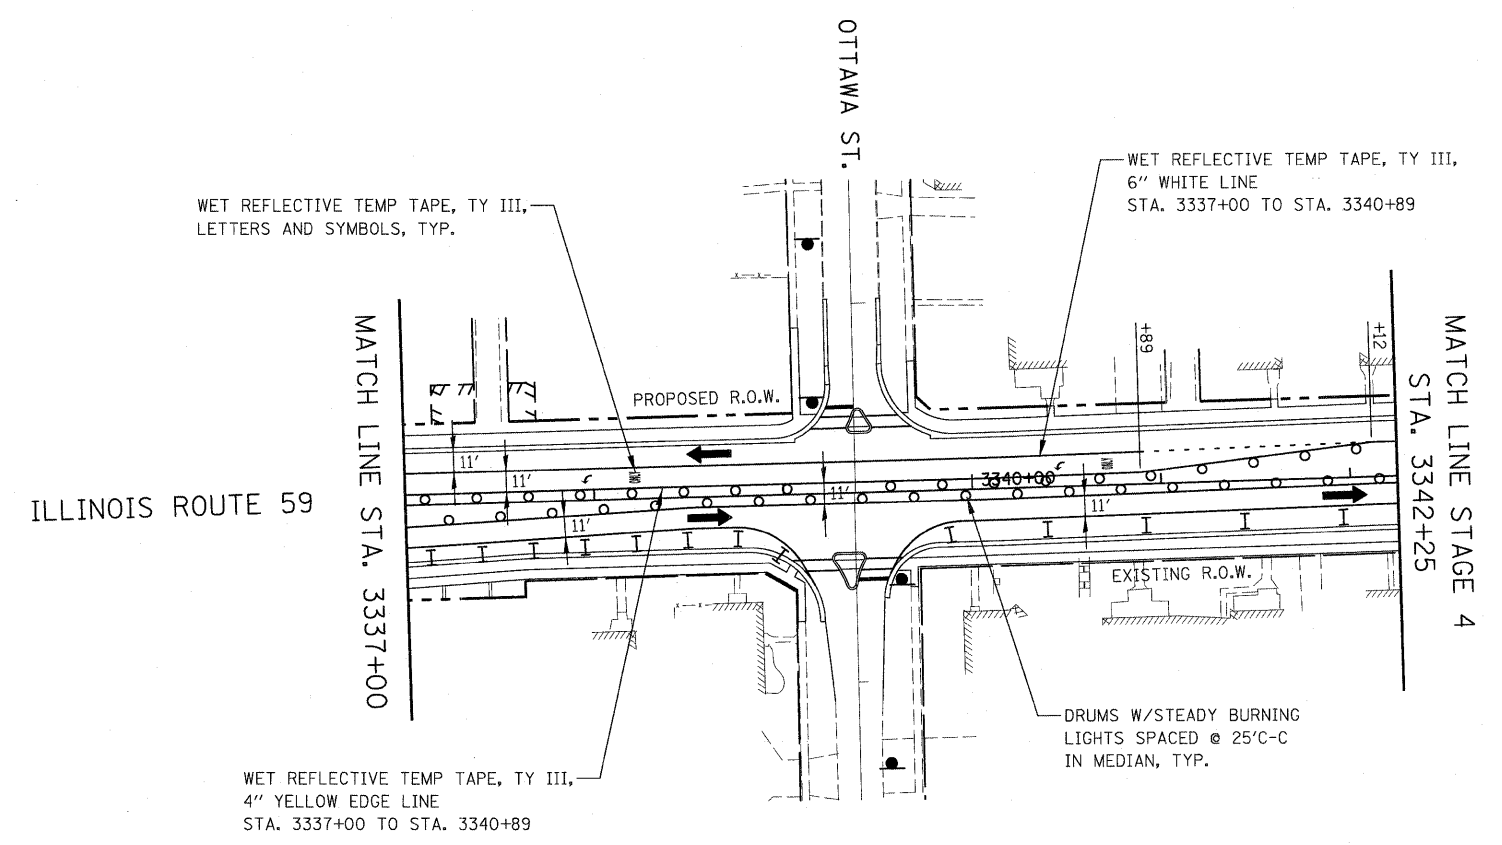 OTTAWA ST.
WET REFLECTIVE TEMP TAPE, TY III,
6" WHITE LINE
STA. 3337+00 TO STA. 3340+89
WET REFLECTIVE TEMP TAPE, TY III,
LETTERS AND SYMBOLS, TYP.
MATCH LINE STA. 3337+00
+89
+12
MATCH LINE STAGE 4
STA. 3342+25
PROPOSED R.O.W.
11'
11'
ONLY
ONLY
3340+00
11'
11'
11'
ILLINOIS ROUTE 59
EXISTING R.O.W.
DRUMS W/STEADY BURNING
LIGHTS SPACED @ 25'C-C
IN MEDIAN, TYP.
WET REFLECTIVE TEMP TAPE, TY III,
4" YELLOW EDGE LINE
STA. 3337+00 TO STA. 3340+89